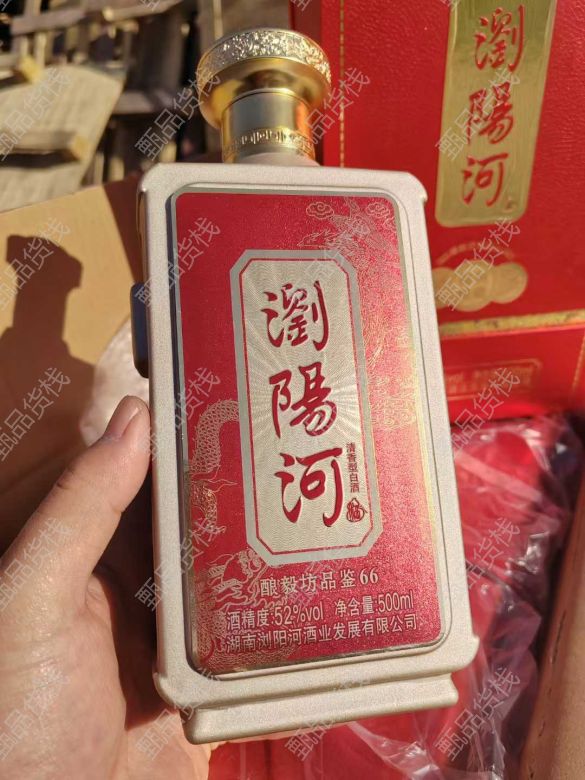 瀏陽河
清香型白酒
酿毅坊品鉴66
酒精度:52%vol 净含量:500ml
湖南浏阳河酒业发展有限公司
瀏陽河
甄品货栈